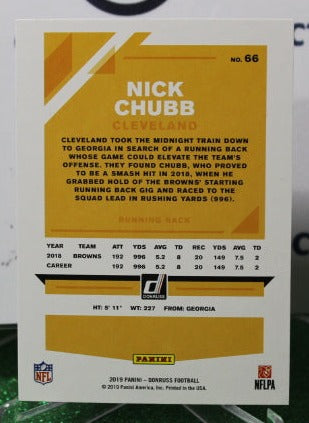 NO. 66
NICK
CHUBB
CLEVELAND
CLEVELAND TOOK THE MIDNIGHT TRAIN DOWN
TO GEORGIA IN SEARCH OF A RUNNING BACK
WHOSE GAME COULD ELEVATE THE TEAM'S
OFFENSE. THEY FOUND CHUBB, WHO PROVED
TO BE A SMASH HIT IN 2018, WHEN HE
GRABBED HOLD OF THE BROWNS' STARTING
RUNNING BACK GIG AND RACED TO THE
SQUAD LEAD IN RUSHING YARDS (996).
RUNNING BACK
YEAR TEAM ATT YDS AVG TD REC YDS AVG TD
2018 BROWNS 192 996 5.2 8 20 149 7.5 2
CAREER 192 996 5.2 8 20 149 7.5 2
DONRUSS
HT: 5' 11" WT: 227 FROM: GEORGIA
PANINI
NFL
2019 PANINI – DONRUSS FOOTBALL
© 2019 Panini America, Inc. Printed in the USA.
NFLPA